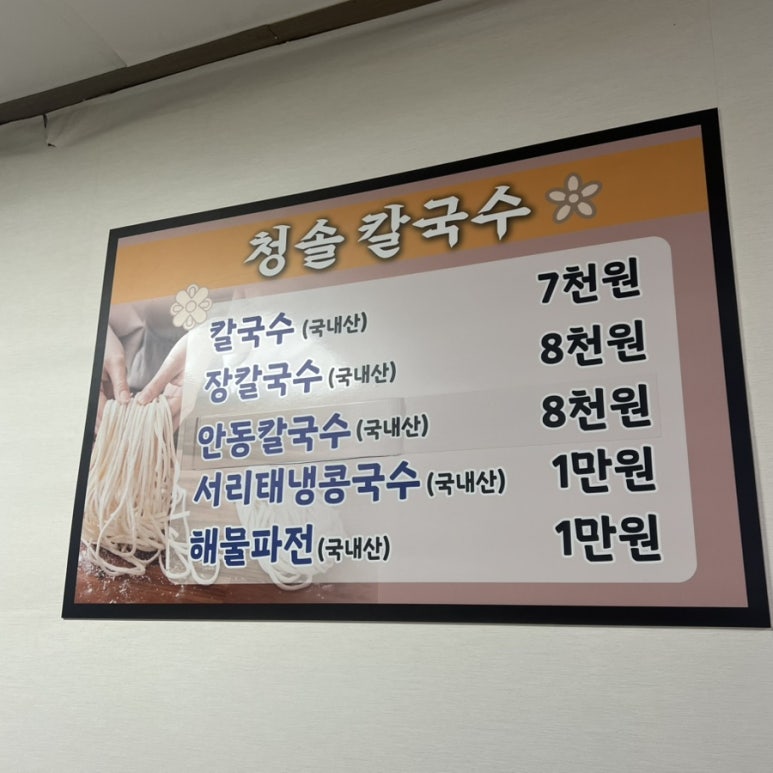 청솔 칼국수
칼국수 (국내산) 7천원
장칼국수 (국내산) 8천원
안동칼국수 (국내산) 8천원
서리태냉콩국수 (국내산) 1만원
해물파전 (국내산) 1만원